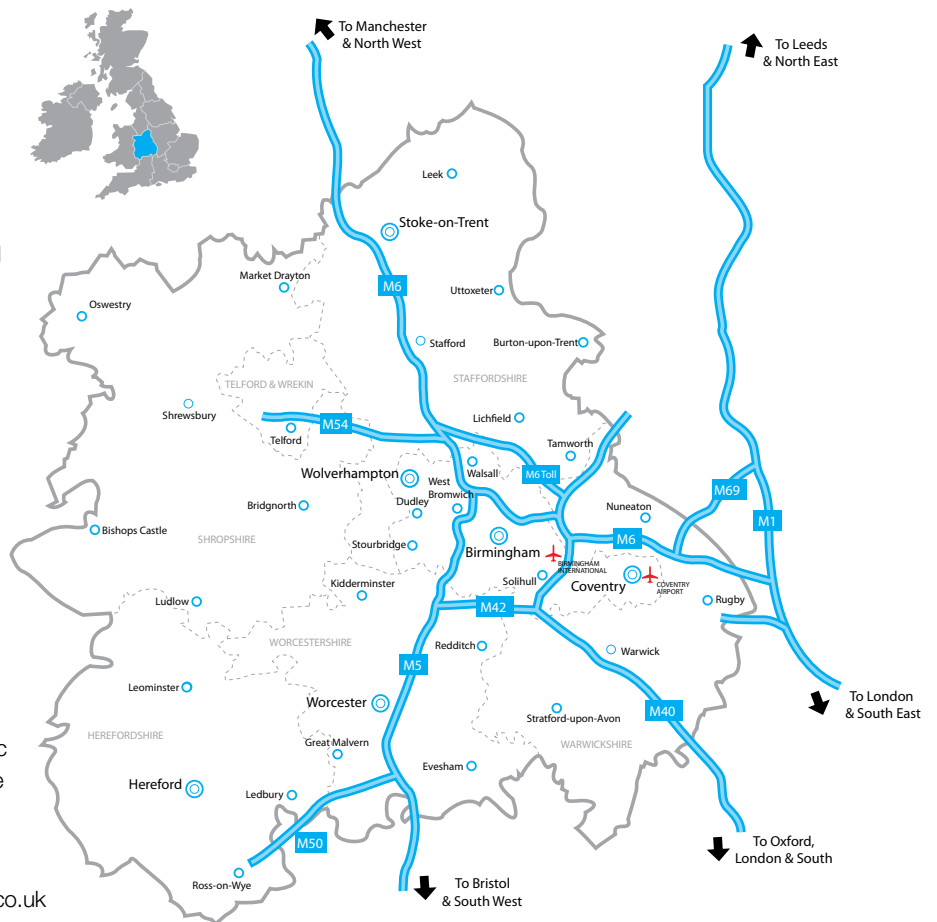 To Manchester
& North West
To Leeds
& North East
Leek
Stoke-on-Trent
Market Drayton
M6
Uttoxeter
Oswestry
Stafford
Burton-upon-Trent
STAFFORDSHIRE
TELFORD & WREKIN
Shrewsbury
M54
Telford
Lichfield
Tamworth
Wolverhampton
Walsall
M6 Toll
West
Bromwich
M69
Dudley
Bridgnorth
Nuneaton
M1
Bishops Castle
SHROPSHIRE
Stourbridge
Birmingham
BIRMINGHAM
INTERNATIONAL
M6
Solihull
Coventry
COVENTRY
AIRPORT
Kidderminster
Ludlow
M42
Rugby
WORCESTERSHIRE
Redditch
Warwick
M5
Leominster
Worcester
To London
& South East
M40
Stratford-upon-Avon
HEREFORDSHIRE
Great Malvern
WARWICKSHIRE
c
e
Evesham
Hereford
Ledbury
M50
To Oxford,
London & South
Ross-on-Wye
To Bristol
& South West
co.uk